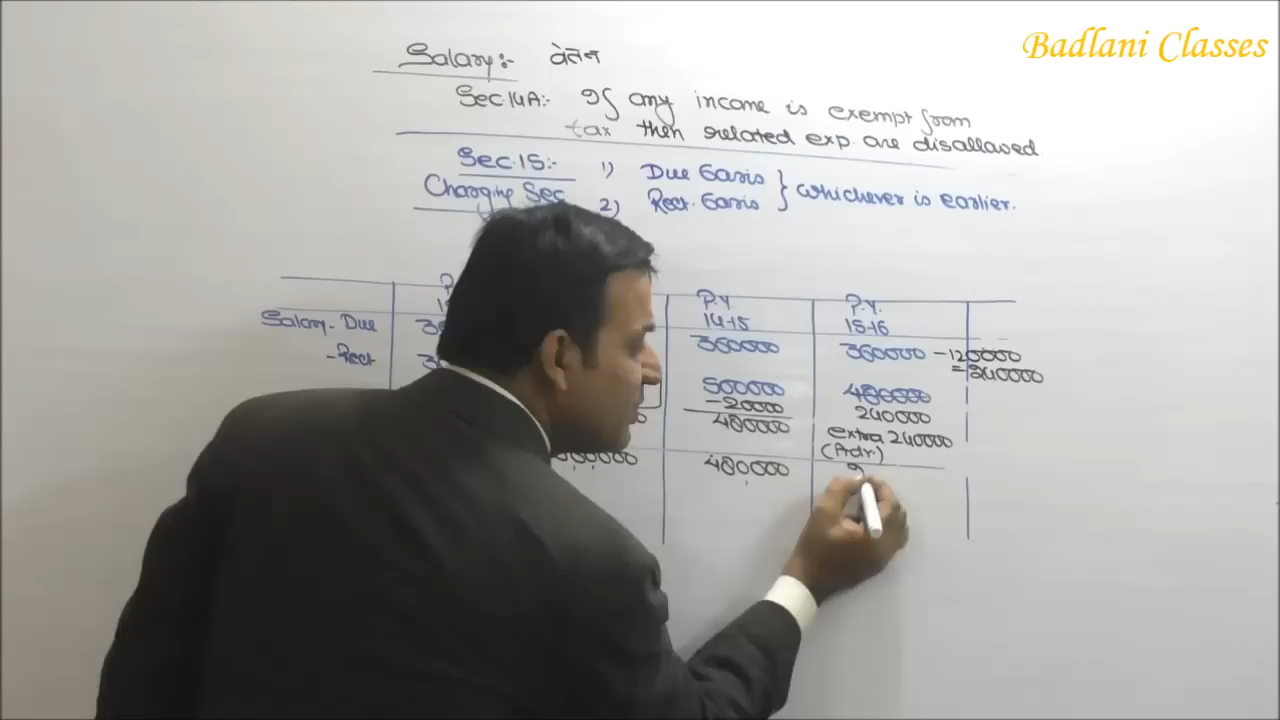 Badlani Classes
Salary:- वेतन
Sec.14A:- If any income is exempt from
tax then related exp. are disallowed
Sec.15:- 1) Due Basis } whichever is earlier.
Charging Sec 2) Rect. Basis
P.Y. P.Y.
14-15 15-16
Salary- Due 360000 360000 -120000
=240000
-Rect 500000 480000
-20000 240000
480000 extra 240000
(Adv.)
480000